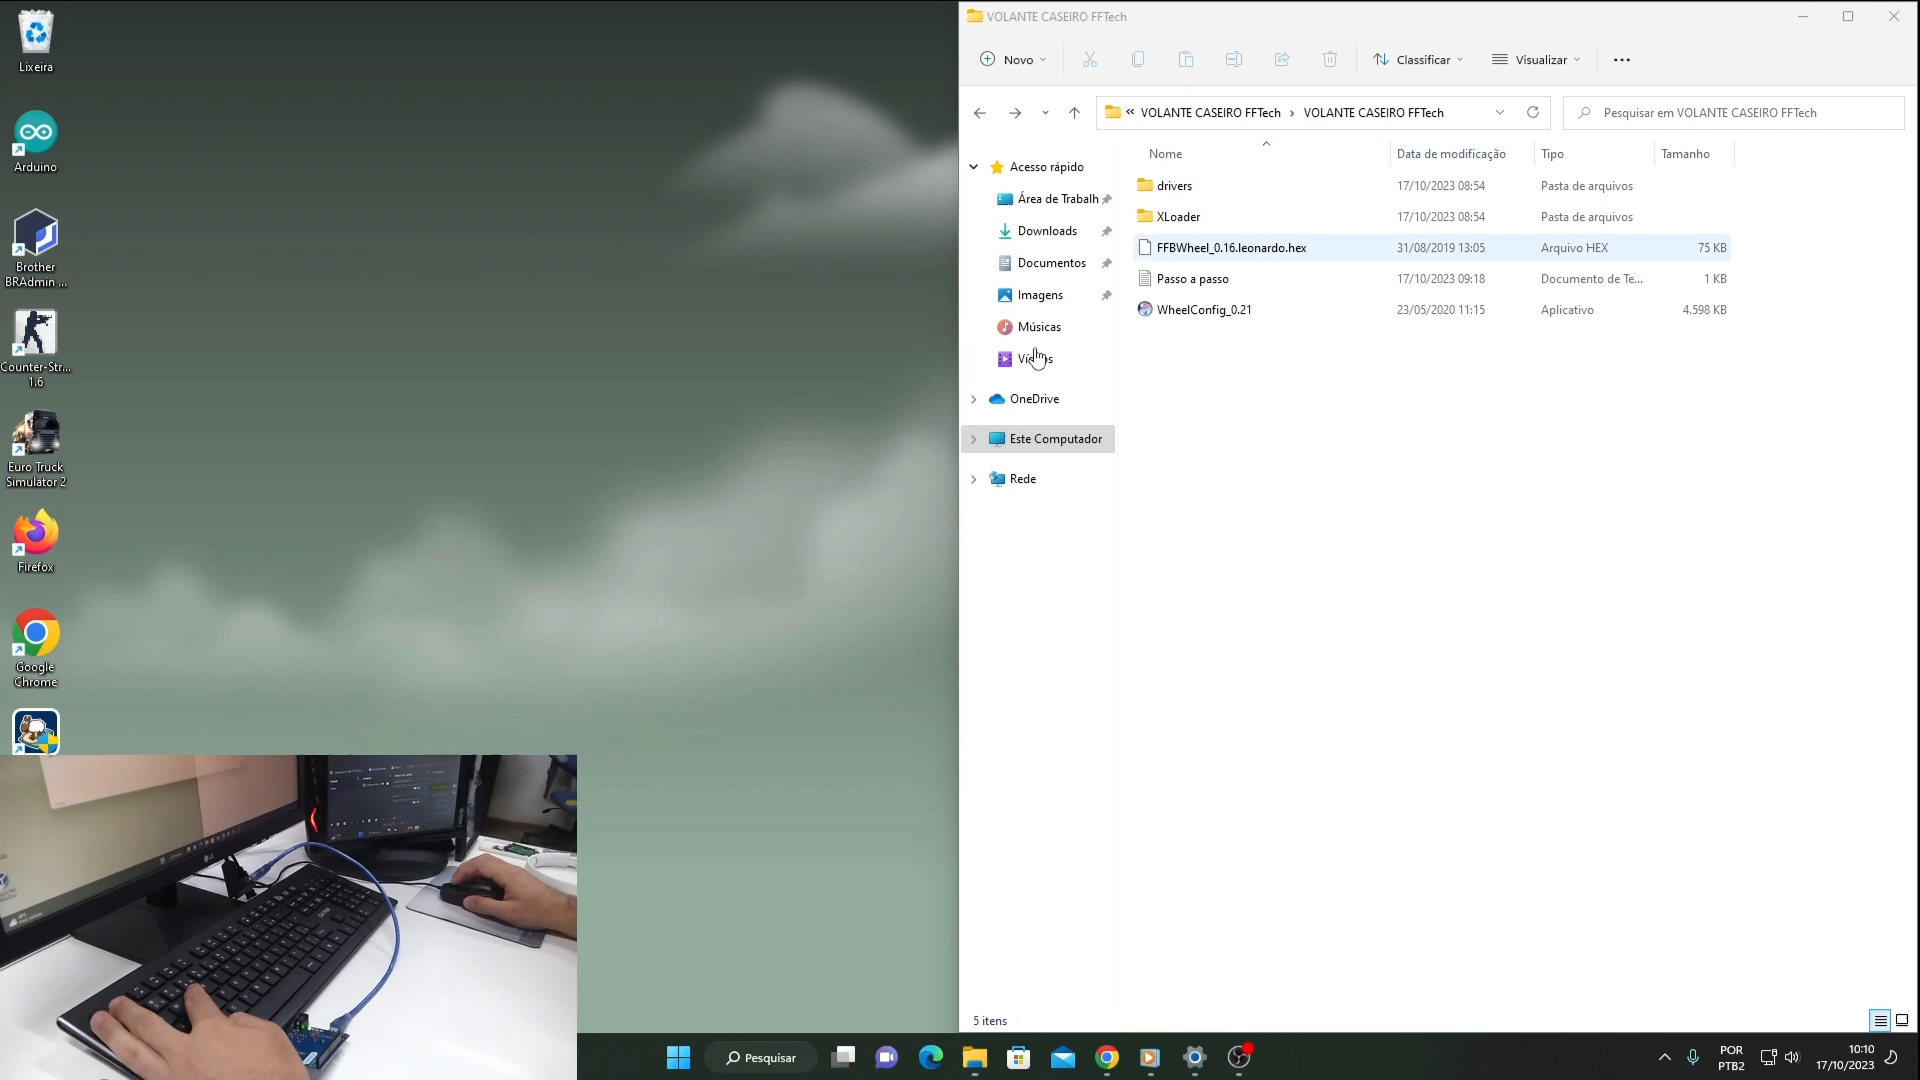 Lixeira
Arduino
Brother
BRAdmin ...
Counter-Str...
1.6
Euro Truck
Simulator 2
Firefox
Google
Chrome
VOLANTE CASEIRO FFTech
Novo
Classificar
Visualizar
« VOLANTE CASEIRO FFTech › VOLANTE CASEIRO FFTech
Pesquisar em VOLANTE CASEIRO FFTech
Acesso rápido
Área de Trabalh
Downloads
Documentos
Imagens
Músicas
OneDrive
Este Computador
Rede
Nome Data de modificação Tipo Tamanho
drivers 17/10/2023 08:54 Pasta de arquivos
XLoader 17/10/2023 08:54 Pasta de arquivos
FFBWheel_0.16.leonardo.hex 31/08/2019 13:05 Arquivo HEX 75 KB
Passo a passo 17/10/2023 09:18 Documento de Te... 1 KB
WheelConfig_0.21 23/05/2020 11:15 Aplicativo 4.598 KB
5 itens
Pesquisar
POR
PTB2
10:10
17/10/2023